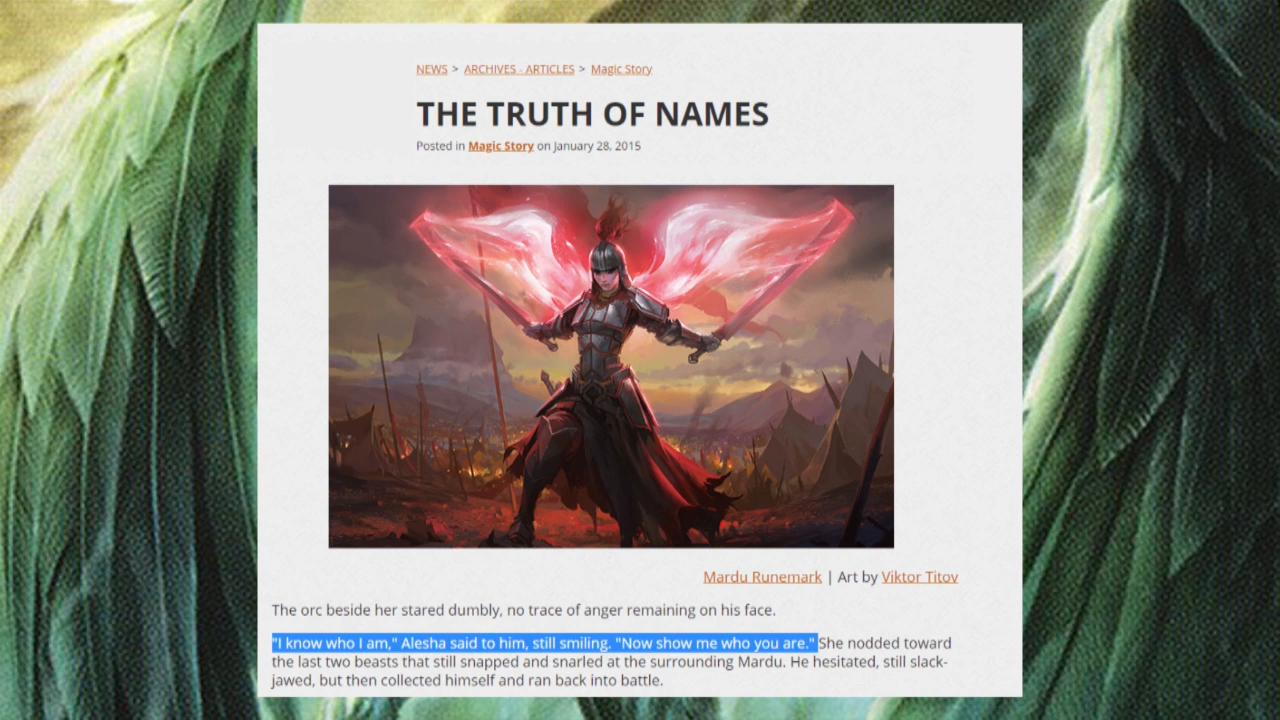 NEWS > ARCHIVES - ARTICLES > Magic Story
THE TRUTH OF NAMES
Posted in Magic Story on January 28, 2015
Mardu Runemark | Art by Viktor Titov
The orc beside her stared dumbly, no trace of anger remaining on his face.
"I know who I am," Alesha said to him, still smiling. "Now show me who you are." She nodded toward
the last two beasts that still snapped and snarled at the surrounding Mardu. He hesitated, still slack-
jawed, but then collected himself and ran back into battle.